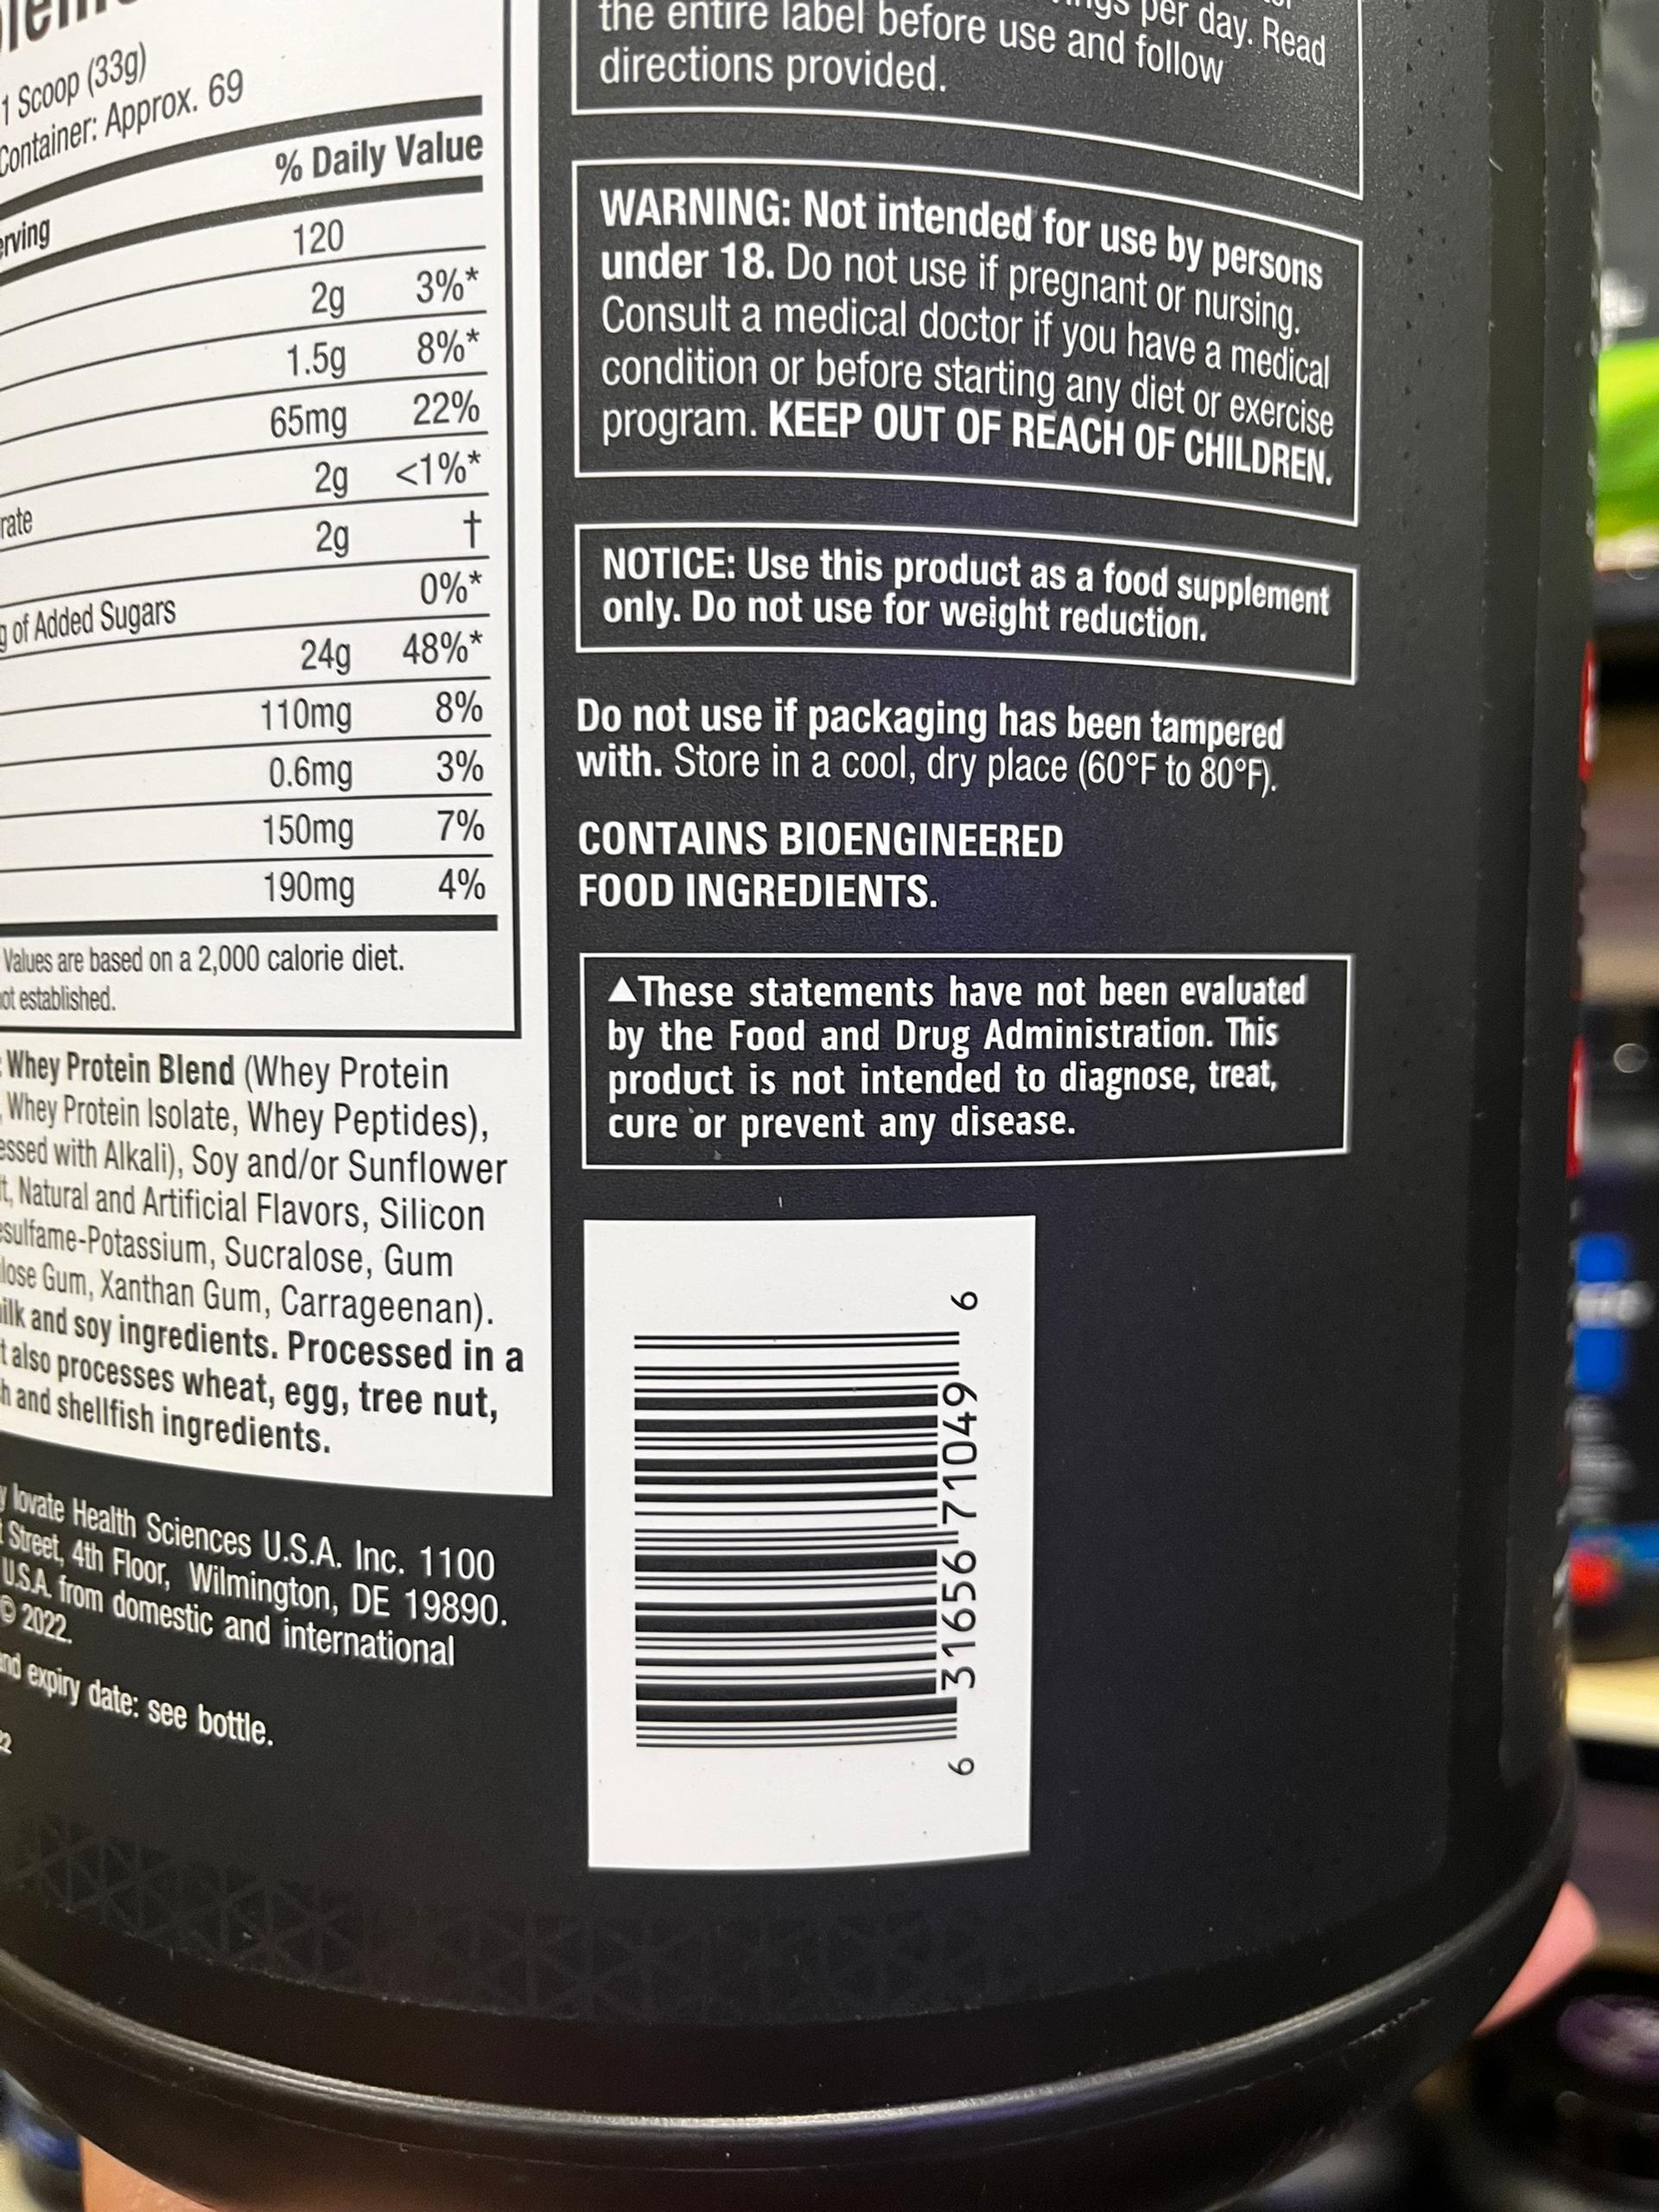 1 Scoop (33g)
Container: Approx. 69
% Daily Value
120
2g 3%*
1.5g 8%*
65mg 22%
2g <1%*
2g †
of Added Sugars 0%*
24g 48%*
110mg 8%
0.6mg 3%
150mg 7%
190mg 4%
Values are based on a 2,000 calorie diet.
established.
Whey Protein Blend (Whey Protein
Whey Protein Isolate, Whey Peptides),
with Alkali), Soy and/or Sunflower
Natural and Artificial Flavors, Silicon
Potassium, Sucralose, Gum
Gum, Xanthan Gum, Carrageenan).
and soy ingredients. Processed in a
also processes wheat, egg, tree nut,
and shellfish ingredients.
Iovate Health Sciences U.S.A. Inc. 1100
Street, 4th Floor, Wilmington, DE 19890.
U.S.A. from domestic and international
© 2022.
expiry date: see bottle.
per day. Read
the entire label before use and follow
directions provided.
WARNING: Not intended for use by persons
under 18. Do not use if pregnant or nursing.
Consult a medical doctor if you have a medical
condition or before starting any diet or exercise
program. KEEP OUT OF REACH OF CHILDREN.
NOTICE: Use this product as a food supplement
only. Do not use for weight reduction.
Do not use if packaging has been tampered
with. Store in a cool, dry place (60°F to 80°F).
CONTAINS BIOENGINEERED
FOOD INGREDIENTS.
▲These statements have not been evaluated
by the Food and Drug Administration. This
product is not intended to diagnose, treat,
cure or prevent any disease.
6 31656 71049 6